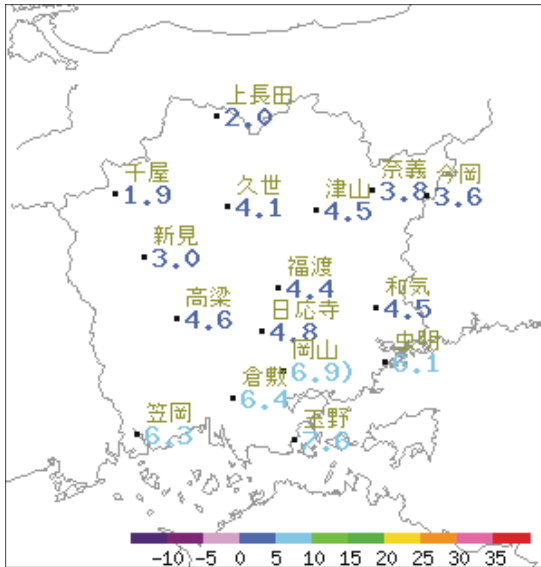 上長田
2.0
千屋
1.9
久世
4.1
津山
4.5
奈義
3.8
今岡
3.6
新見
3.0
福渡
4.4
和気
4.5
高梁
4.6
日応寺
4.8
虫明
6.1
岡山
6.9)
倉敷
6.4
笠岡
6.3
玉野
7.6
-10 -5 0 5 10 15 20 25 30 35